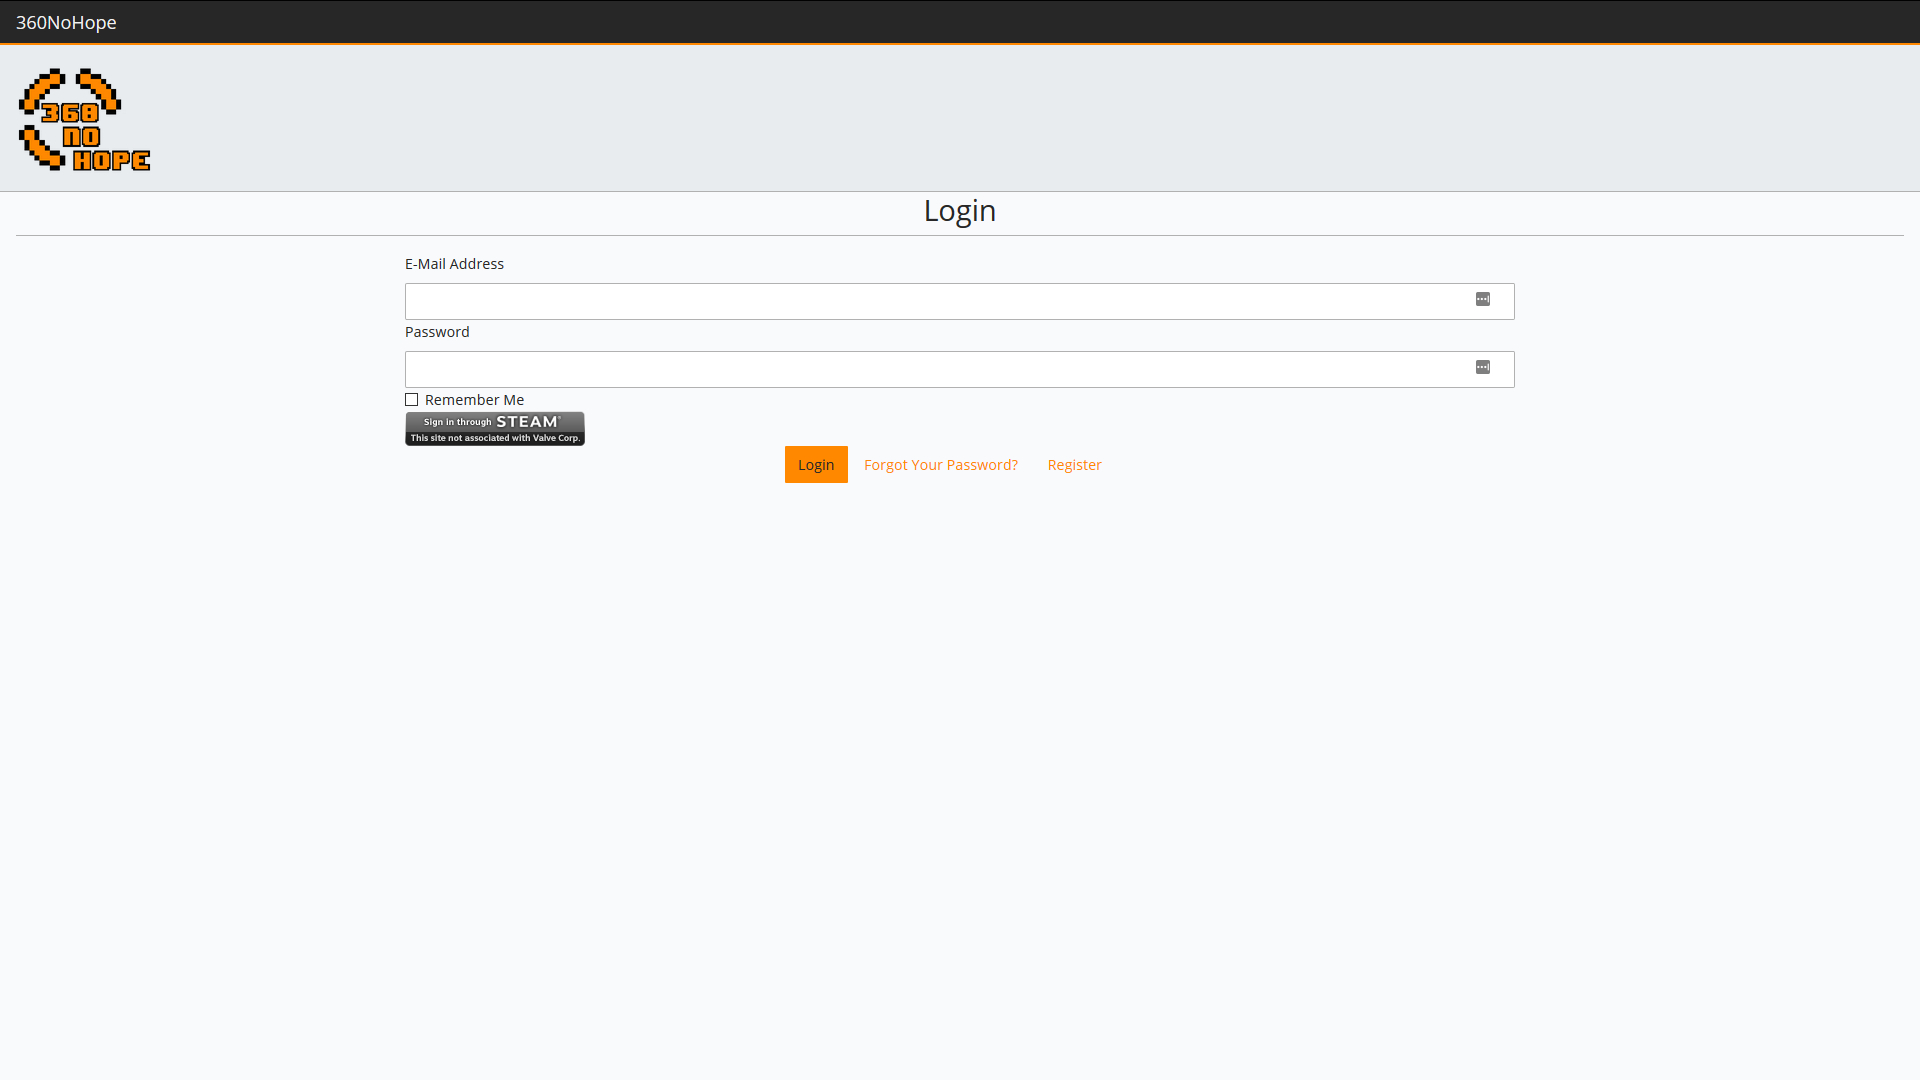 360NoHope
360
NO
HOPE
Login
E-Mail Address
Password
Remember Me
Sign in through STEAM®
This site not associated with Valve Corp.
Login Forgot Your Password? Register